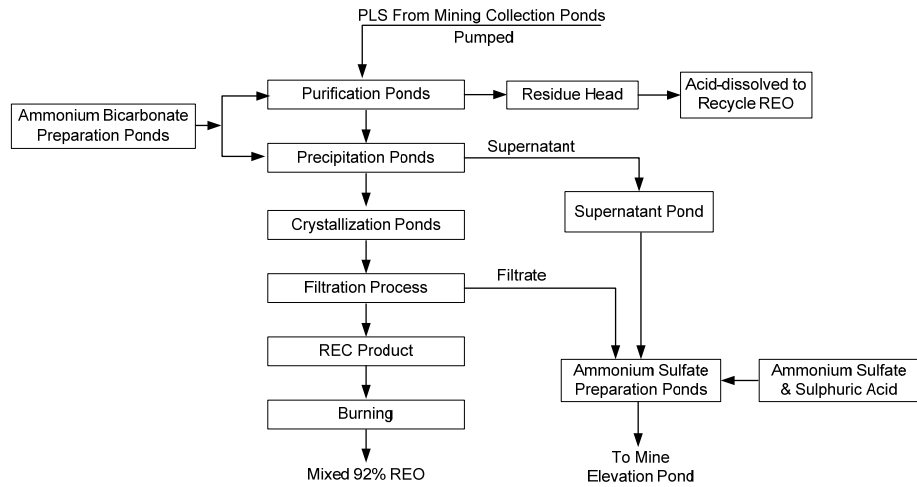 PLS From Mining Collection Ponds
Pumped
Purification Ponds
Residue Head
Acid-dissolved to
Recycle REO
Ammonium Bicarbonate
Preparation Ponds
Precipitation Ponds
Supernatant
Crystallization Ponds
Supernatant Pond
Filtration Process
Filtrate
REC Product
Ammonium Sulfate
Preparation Ponds
Ammonium Sulfate
& Sulphuric Acid
Burning
Mixed 92% REO
To Mine
Elevation Pond